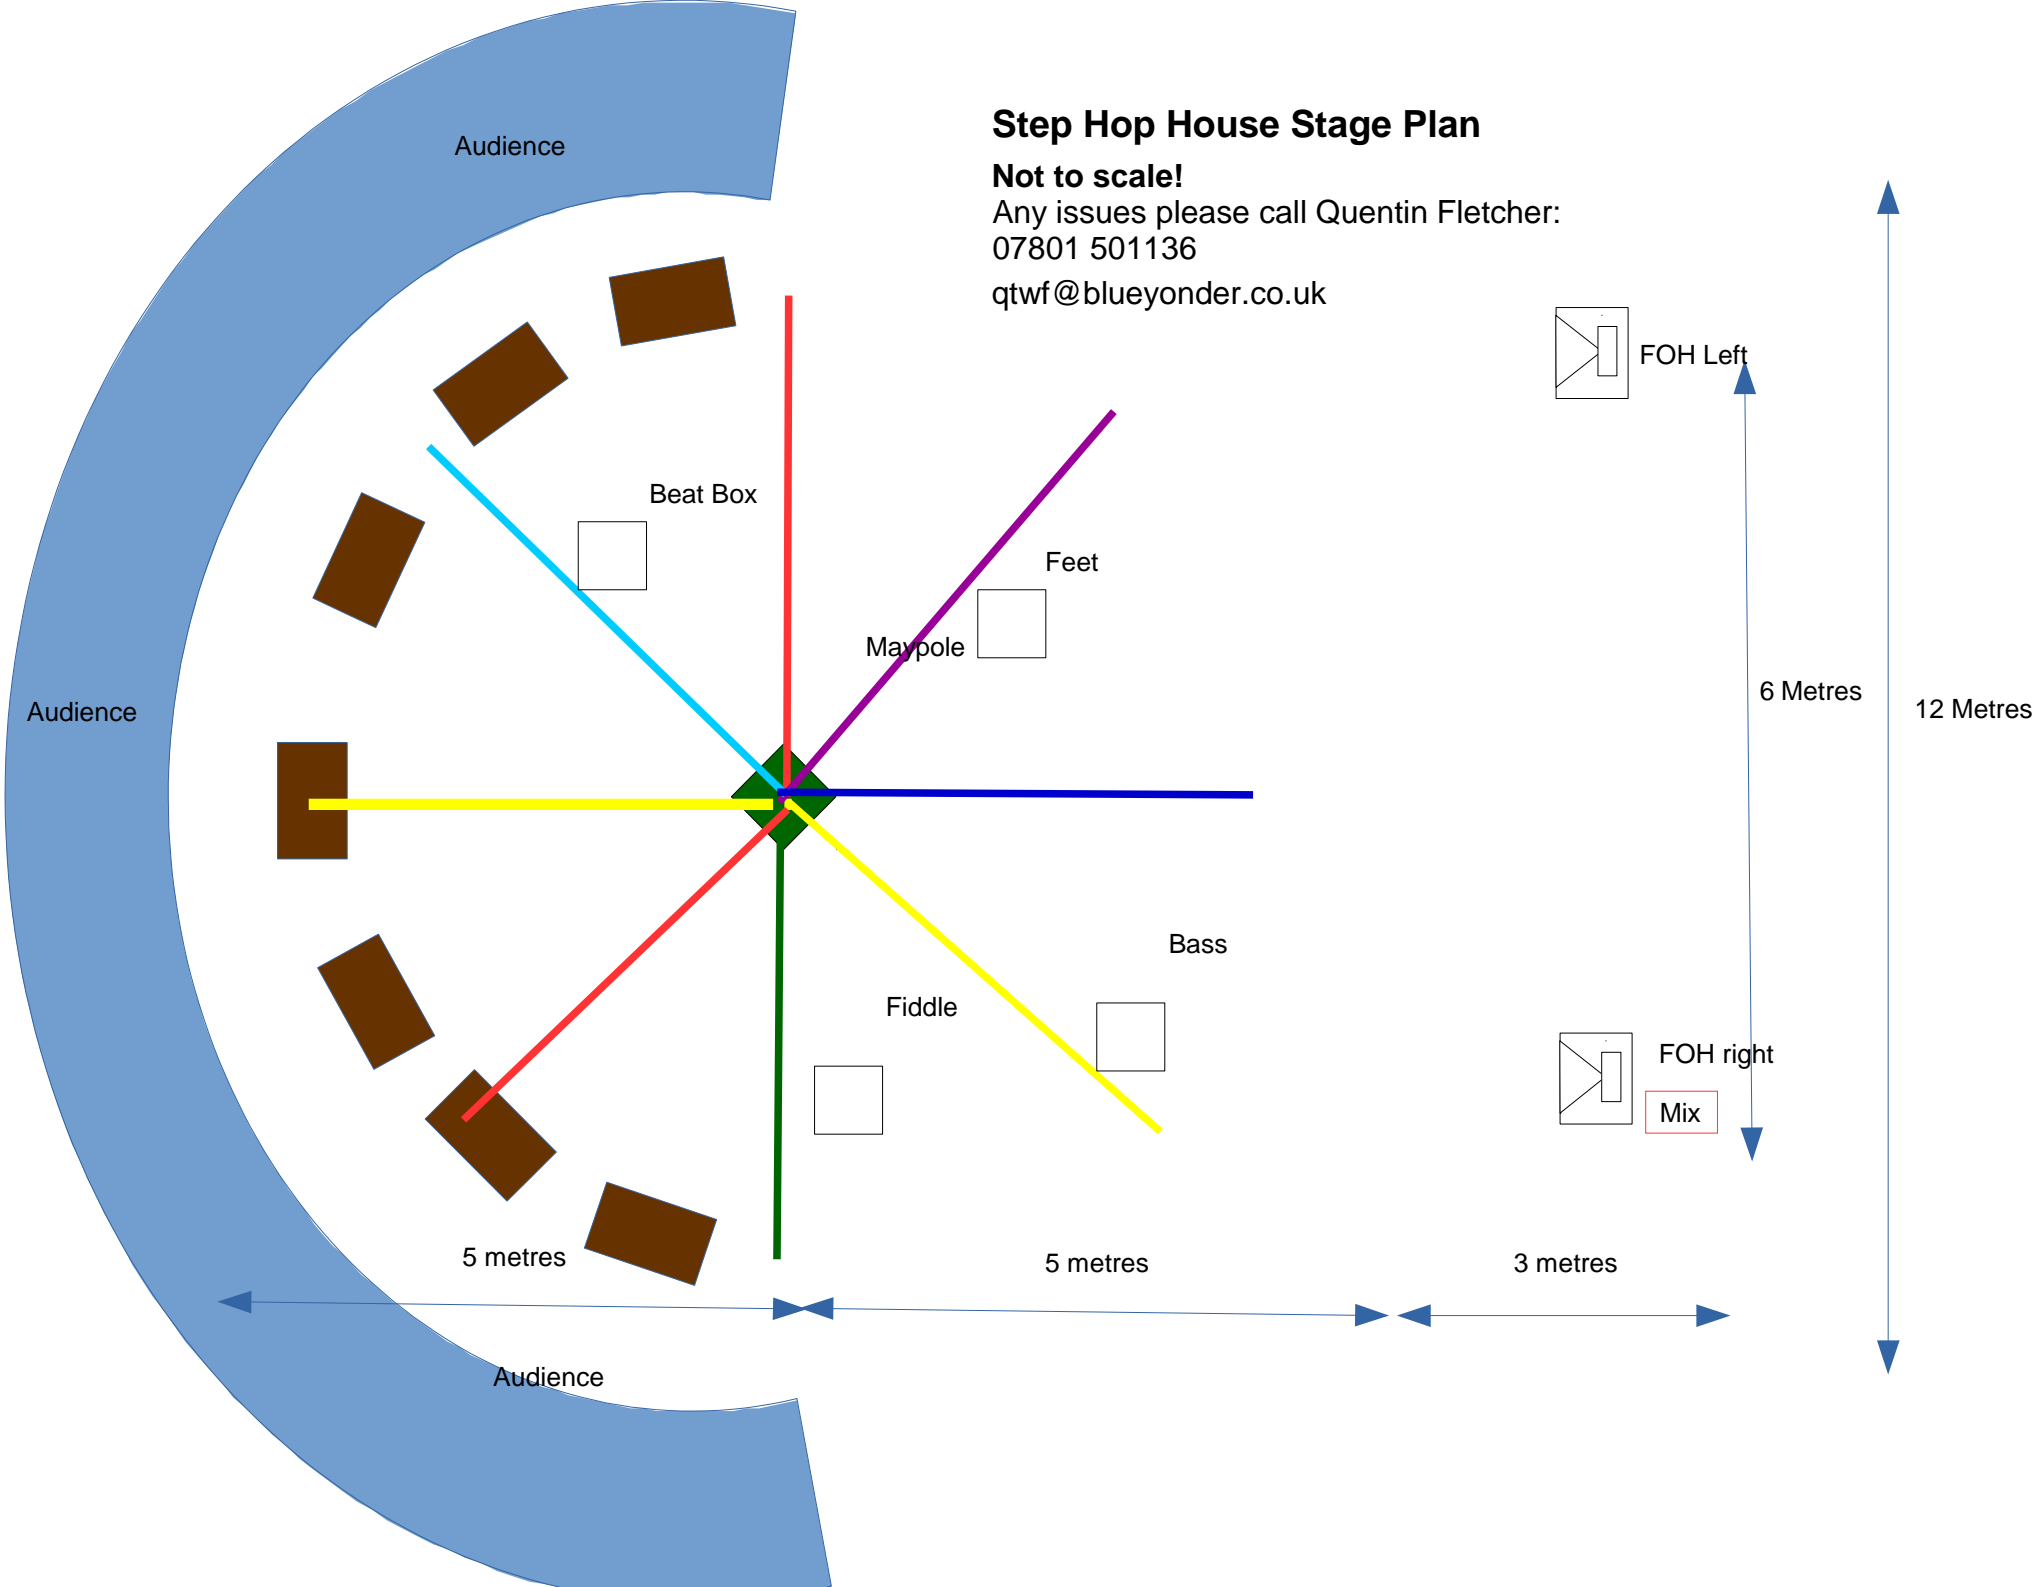 Step Hop House Stage Plan
Audience
Not to scale!
Any issues please call Quentin Fletcher:
07801 501136
qtwf@blueyonder.co.uk
FOH Left
Beat Box
Feet
Maypole
6 Metres
12 Metres
Audience
Bass
Fiddle
FOH right
Mix
5 metres
5 metres
3 metres
Audience